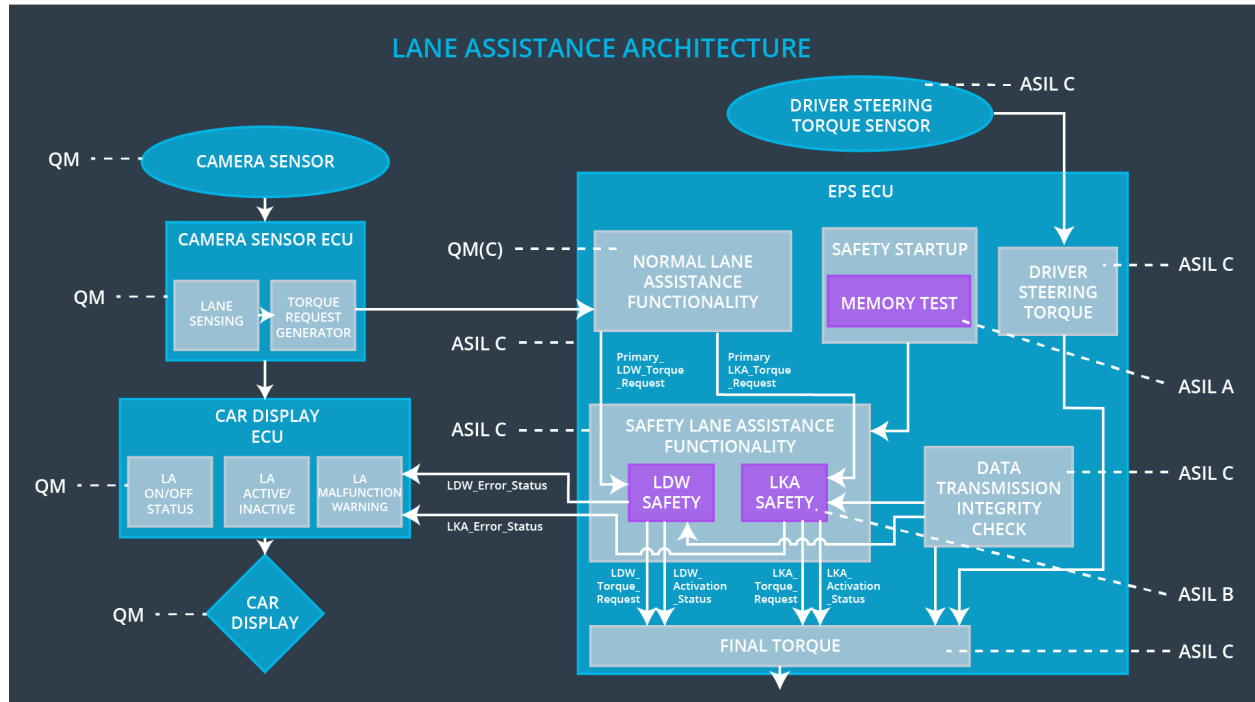 LANE ASSISTANCE ARCHITECTURE
ASIL C
DRIVER STEERING
TORQUE SENSOR
QM
CAMERA SENSOR
EPS ECU
CAMERA SENSOR ECU
QM
LANE
SENSING
TORQUE
REQUEST
GENERATOR
QM(C)
NORMAL LANE
ASSISTANCE
FUNCTIONALITY
SAFETY STARTUP
MEMORY TEST
DRIVER
STEERING
TORQUE
ASIL C
ASIL C
Primary_
LDW_Torque
_Request
Primary
LKA_Torque
_Request
ASIL A
CAR DISPLAY
ECU
ASIL C
SAFETY LANE ASSISTANCE
FUNCTIONALITY
QM
LA
ON/OFF
STATUS
LA
ACTIVE/
INACTIVE
LA
MALFUNCTION
WARNING
LDW_Error_Status
LKA_Error_Status
LDW
SAFETY
LKA
SAFETY
DATA
TRANSMISSION
INTEGRITY
CHECK
ASIL C
LDW_
Torque_
Request
LDW_
Activation
_Status
LKA_
Torque_
Request
LKA_
Activation
_Status
ASIL B
QM
CAR
DISPLAY
FINAL TORQUE
ASIL C